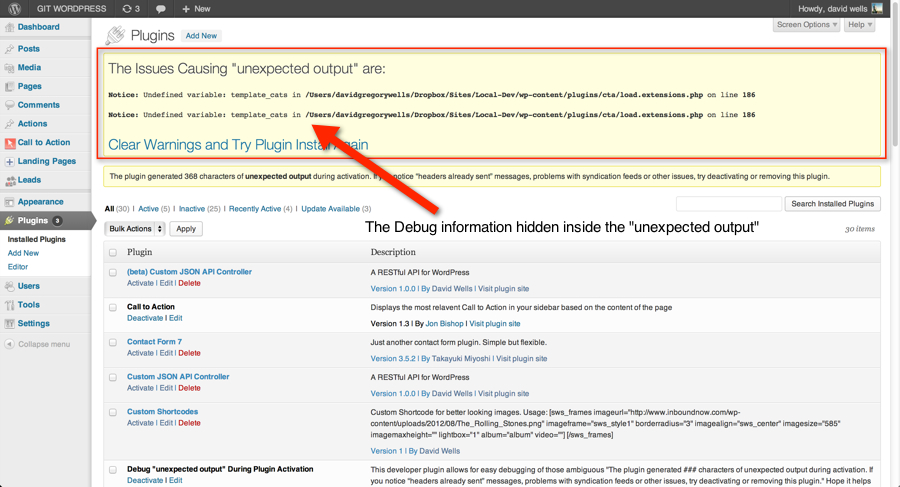 GIT WORDPRESS 3 + New Howdy, david wells
Screen Options ▾ Help ▾
Dashboard
Posts
Media
Pages
Comments
Actions
Call to Action
Landing Pages
Leads
Appearance
Plugins 3
Installed Plugins
Add New
Editor
Users
Tools
Settings
Collapse menu
Plugins Add New
The Issues Causing "unexpected output" are:
Notice: Undefined variable: template_cats in /Users/davidgregorywells/Dropbox/Sites/Local-Dev/wp-content/plugins/cta/load.extensions.php on line 186
Notice: Undefined variable: template_cats in /Users/davidgregorywells/Dropbox/Sites/Local-Dev/wp-content/plugins/cta/load.extensions.php on line 186
Clear Warnings and Try Plugin Install Again
The plugin generated 368 characters of unexpected output during activation. If you notice "headers already sent" messages, problems with syndication feeds or other issues, try deactivating or removing this plugin.
All (30) | Active (5) | Inactive (25) | Recently Active (4) | Update Available (3)
Search Installed Plugins
Bulk Actions Apply
The Debug information hidden inside the "unexpected output"
30 items
Plugin Description
(beta) Custom JSON API Controller
Activate | Edit | Delete
A RESTful API for WordPress
Version 1.0.0 | By David Wells | Visit plugin site
Call to Action
Deactivate | Edit
Displays the most relavent Call to Action in your sidebar based on the content of the page
Version 1.3 | By Jon Bishop | Visit plugin site
Contact Form 7
Activate | Edit | Delete
Just another contact form plugin. Simple but flexible.
Version 3.5.2 | By Takayuki Miyoshi | Visit plugin site
Custom JSON API Controller
Activate | Edit | Delete
A RESTful API for WordPress
Version 1.0.0 | By David Wells | Visit plugin site
Custom Shortcodes
Activate | Edit | Delete
Custom Shortcode for better looking images. Usage: [sws_frames imageurl="http://www.inboundnow.com/wp-
content/uploads/2012/08/The_Rolling_Stones.png" imageframe="sws_style1" borderradius="3" imagealign="sws_center" imagesize="585"
imagemaxheight="" lightbox="1" album="album" video=""] [/sws_frames]
Version 1 | By David Wells
Debug "unexpected output" During Plugin Activation
Deactivate | Edit
This developer plugin allows for easy debugging of those ambiguous "The plugin generated ### characters of unexpected output during activation. If
you notice "headers already sent" messages, problems with syndication feeds or other issues, try deactivating or removing this plugin." Hope it helps